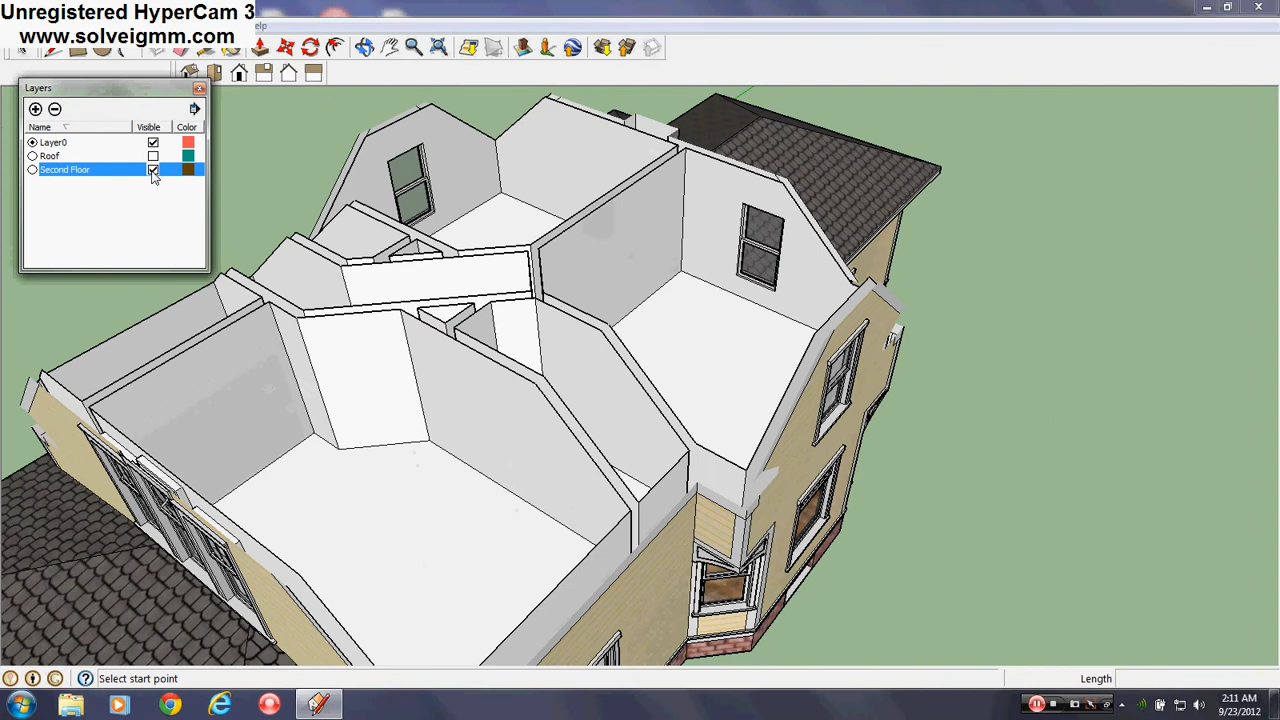 Unregistered HyperCam 3
www.solveigmm.com
elp
Layers
Name Visible Color
Layer0
Roof
Second Floor
Select start point
Length
2:11 AM
9/23/2012